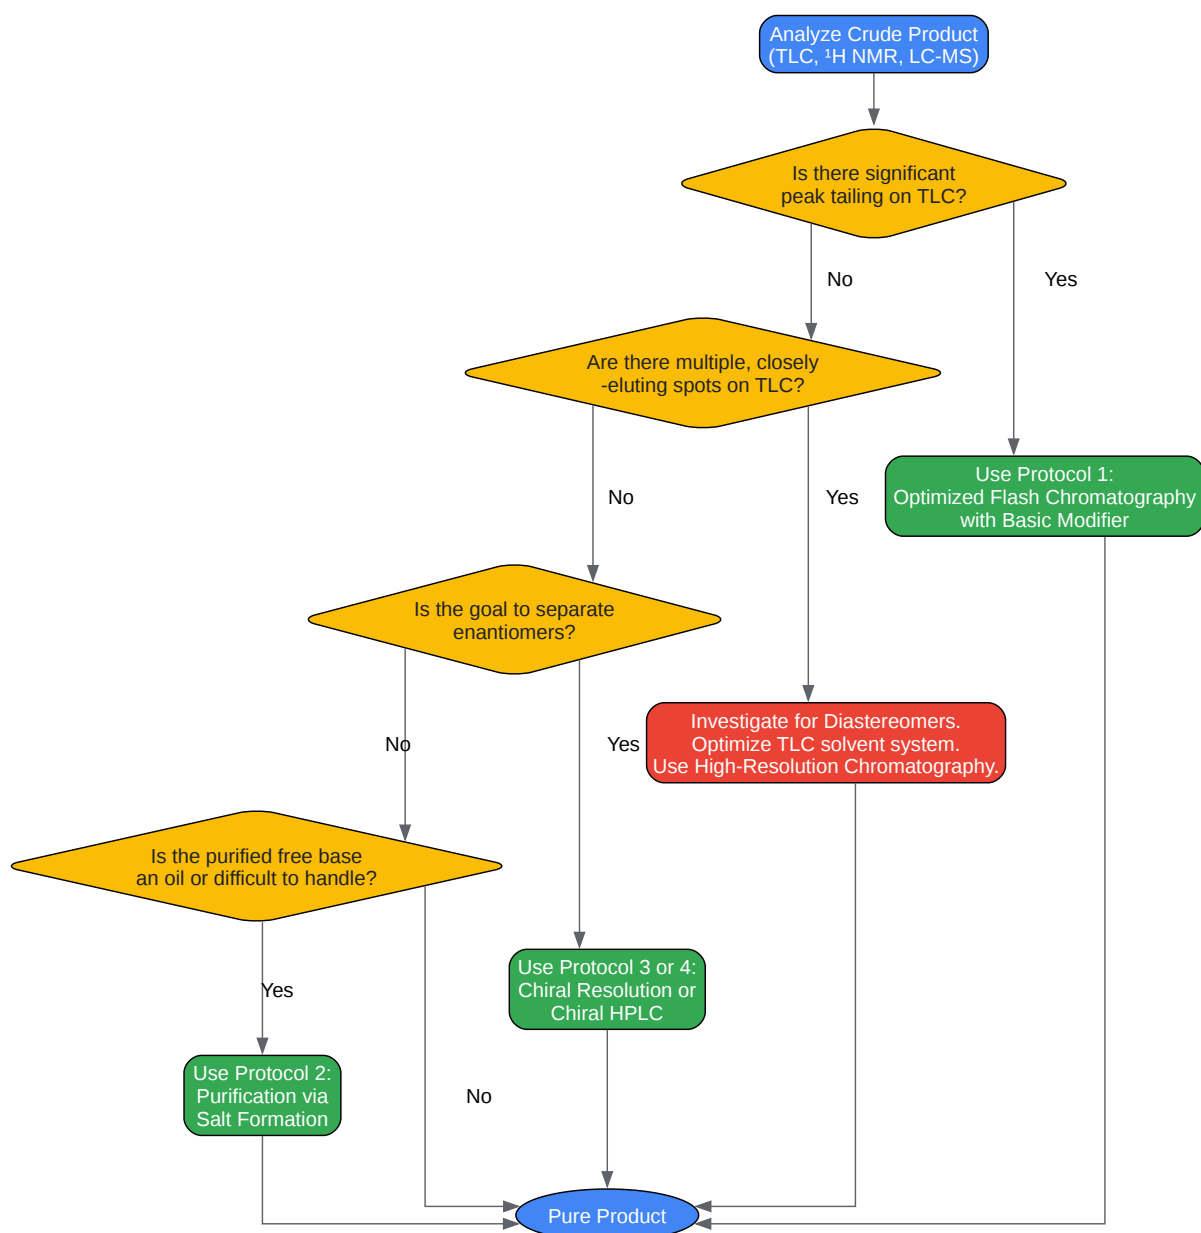 Analyze Crude Product
(TLC, ¹H NMR, LC-MS)
Is there significant
peak tailing on TLC?
No
Yes
Are there multiple, closely
-eluting spots on TLC?
No
Yes
Use Protocol 1:
Optimized Flash Chromatography
with Basic Modifier
Is the goal to separate
enantiomers?
No
Yes
Investigate for Diastereomers.
Optimize TLC solvent system.
Use High-Resolution Chromatography.
Is the purified free base
an oil or difficult to handle?
Yes
No
Use Protocol 3 or 4:
Chiral Resolution or
Chiral HPLC
Use Protocol 2:
Purification via
Salt Formation
Pure Product